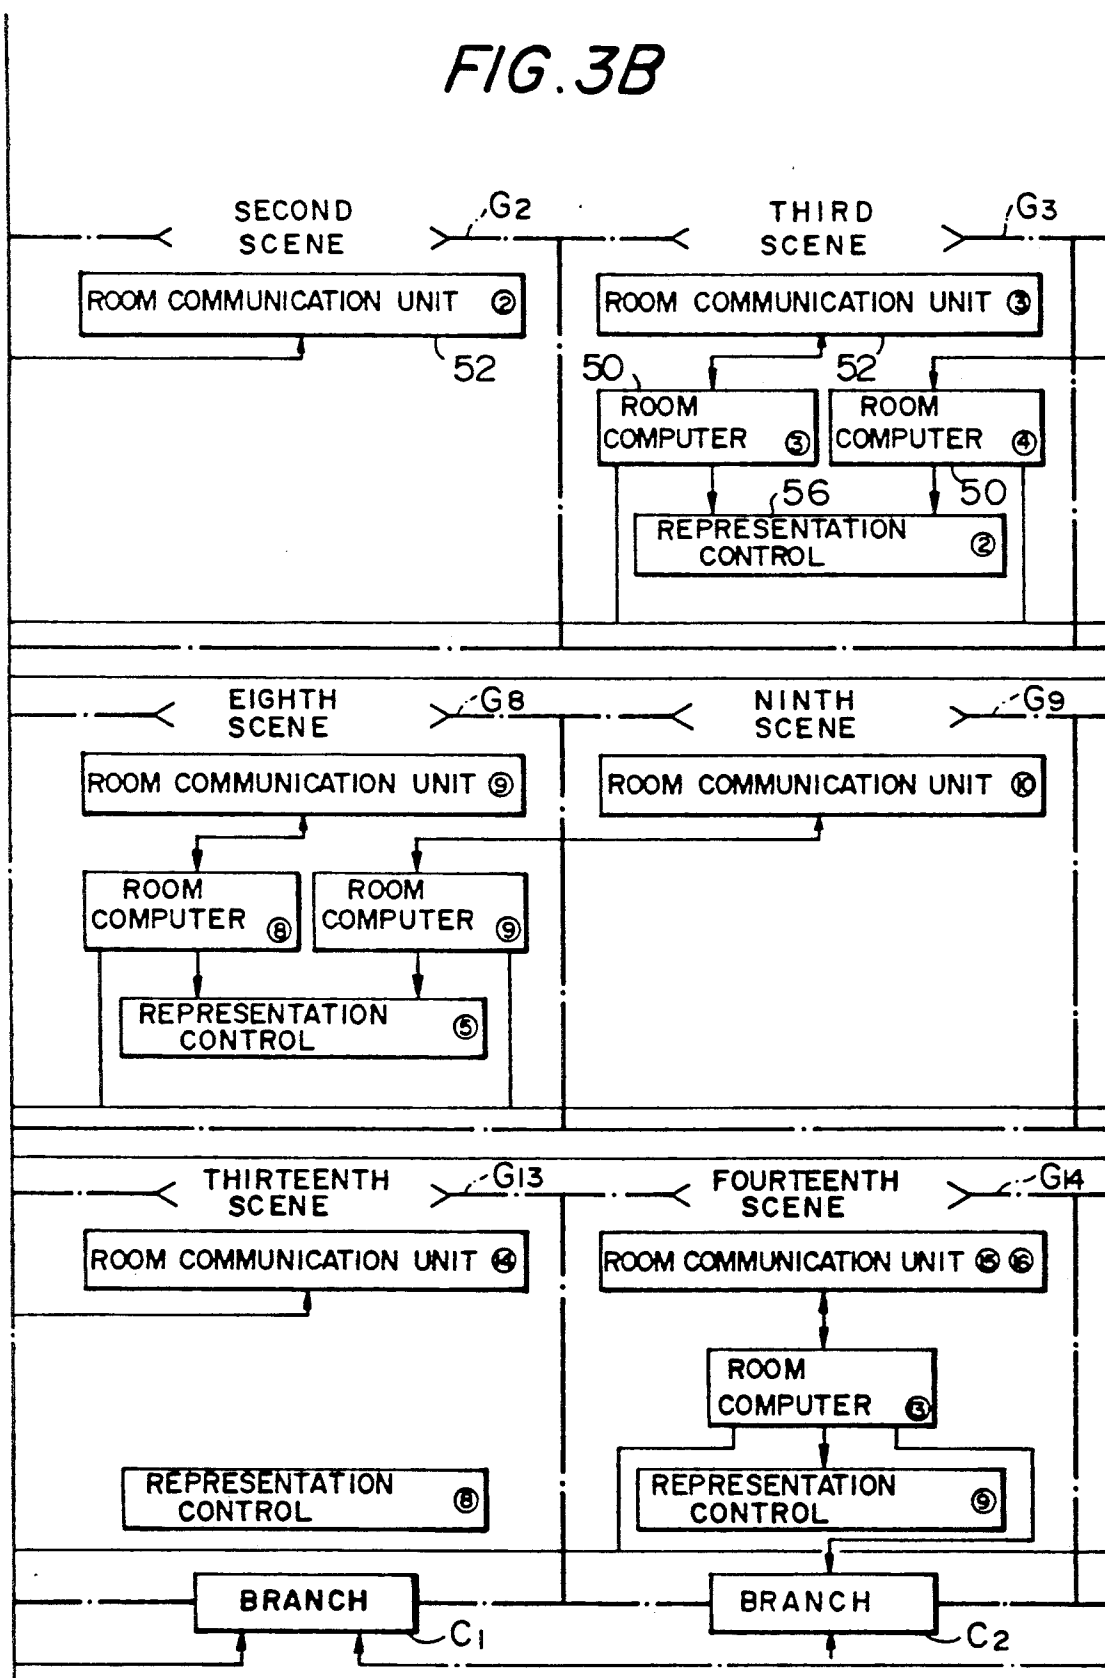 FIG. 3B
SECOND
SCENE
G2
THIRD
SCENE
G3
ROOM COMMUNICATION UNIT ②
52
ROOM COMMUNICATION UNIT ③
52
50
ROOM
COMPUTER ③
ROOM
COMPUTER ④
50
56
REPRESENTATION
CONTROL ②
EIGHTH
SCENE
G8
NINTH
SCENE
G9
ROOM COMMUNICATION UNIT ⑨
ROOM COMMUNICATION UNIT ⑩
ROOM
COMPUTER ⑧
ROOM
COMPUTER ⑨
REPRESENTATION
CONTROL ⑤
THIRTEENTH
SCENE
G13
FOURTEENTH
SCENE
G14
ROOM COMMUNICATION UNIT ⑭
ROOM COMMUNICATION UNIT ⑮ ⑯
ROOM
COMPUTER ⑬
REPRESENTATION
CONTROL ⑧
REPRESENTATION
CONTROL ⑨
BRANCH
C1
BRANCH
C2